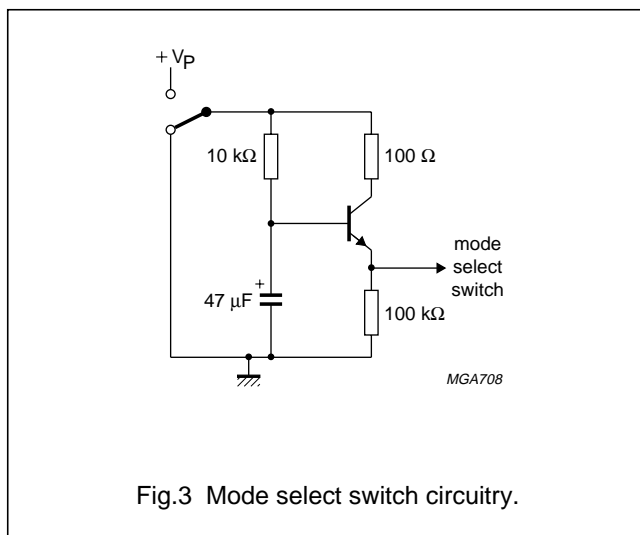 + VP
10 kΩ
100 Ω
mode
select
switch
+
47 µF
100 kΩ
MGA708
Fig.3 Mode select switch circuitry.